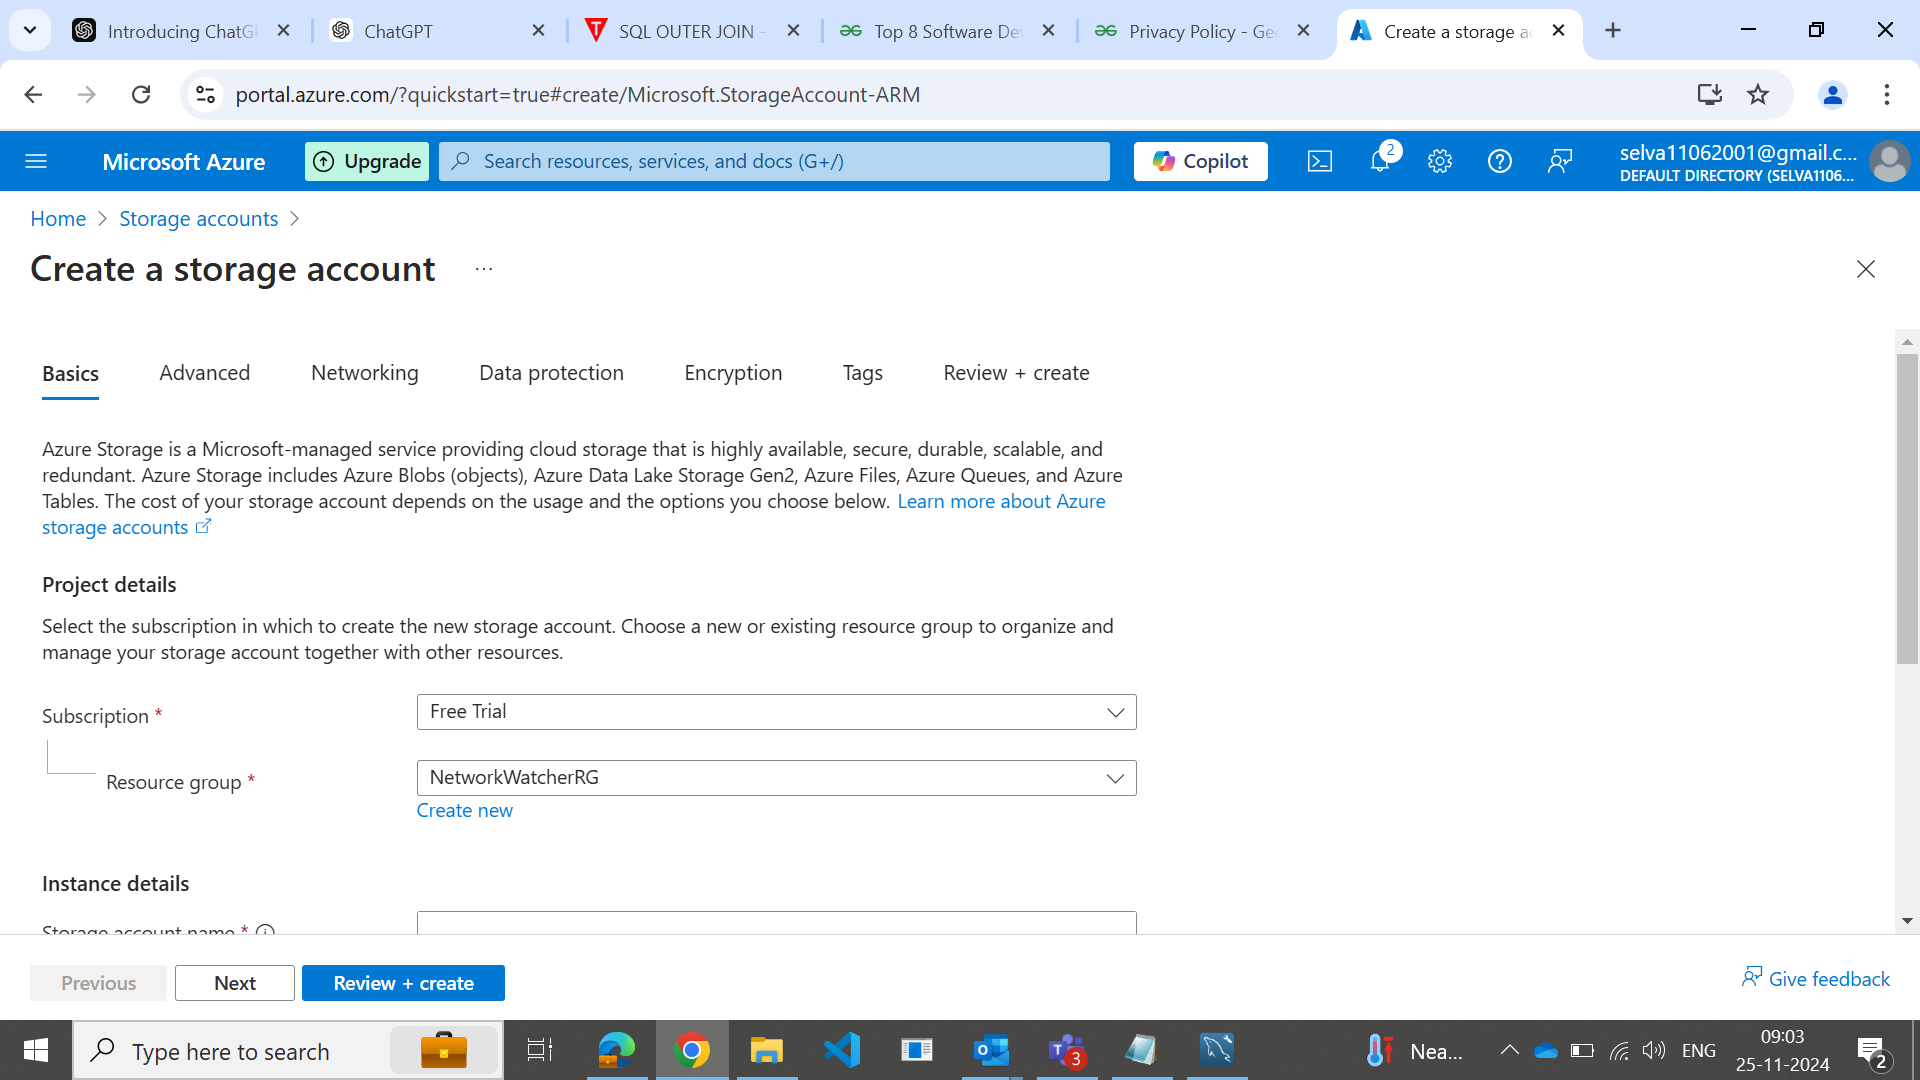 Introducing ChatG
ChatGPT
SQL OUTER JOIN -
Top 8 Software De
Privacy Policy - Ge
Create a storage a
portal.azure.com/?quickstart=true#create/Microsoft.StorageAccount-ARM
Microsoft Azure
Upgrade
Search resources, services, and docs (G+/)
Copilot
2
selva11062001@gmail.c...
DEFAULT DIRECTORY (SELVA1106...
Home
Storage accounts
Create a storage account
...
Basics
Advanced
Networking
Data protection
Encryption
Tags
Review + create
Azure Storage is a Microsoft-managed service providing cloud storage that is highly available, secure, durable, scalable, and
redundant. Azure Storage includes Azure Blobs (objects), Azure Data Lake Storage Gen2, Azure Files, Azure Queues, and Azure
Tables. The cost of your storage account depends on the usage and the options you choose below. Learn more about Azure
storage accounts
Project details
Select the subscription in which to create the new storage account. Choose a new or existing resource group to organize and
manage your storage account together with other resources.
Subscription *
Free Trial
Resource group *
NetworkWatcherRG
Create new
Instance details
Storage account name *
Previous
Next
Review + create
Give feedback
Type here to search
3
Nea...
ENG
09:03
25-11-2024
2